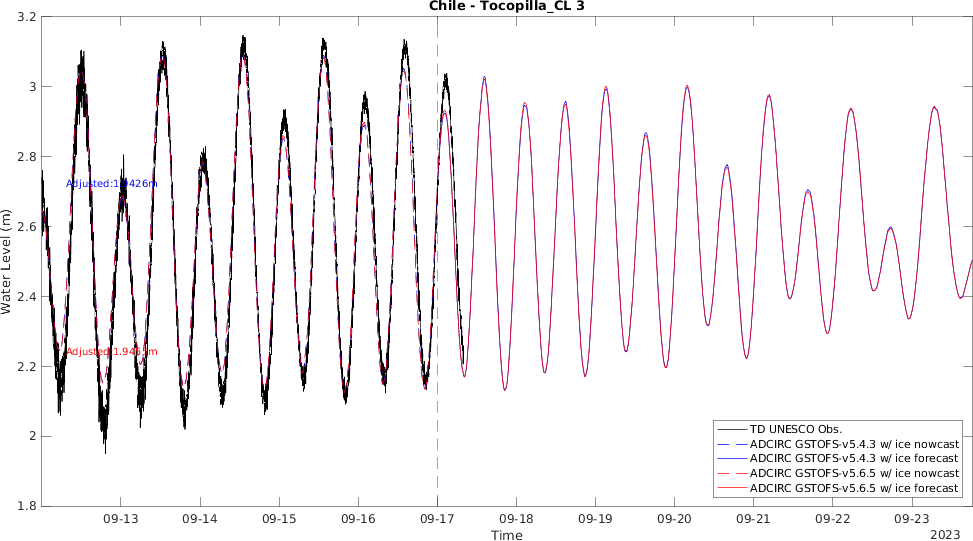 Chile - Tocopilla_CL 3
Water Level (m)
3.2
3
2.8
2.6
2.4
2.2
2
1.8
Adjusted:1.9426m
TD UNESCO Obs.
ADCIRC GSTOFS-v5.4.3 w/ ice nowcast
ADCIRC GSTOFS-v5.4.3 w/ ice forecast
ADCIRC GSTOFS-v5.6.5 w/ ice nowcast
ADCIRC GSTOFS-v5.6.5 w/ ice forecast
09-13
09-14
09-15
09-16
09-17
09-18
09-19
09-20
09-21
09-22
09-23
Time
2023